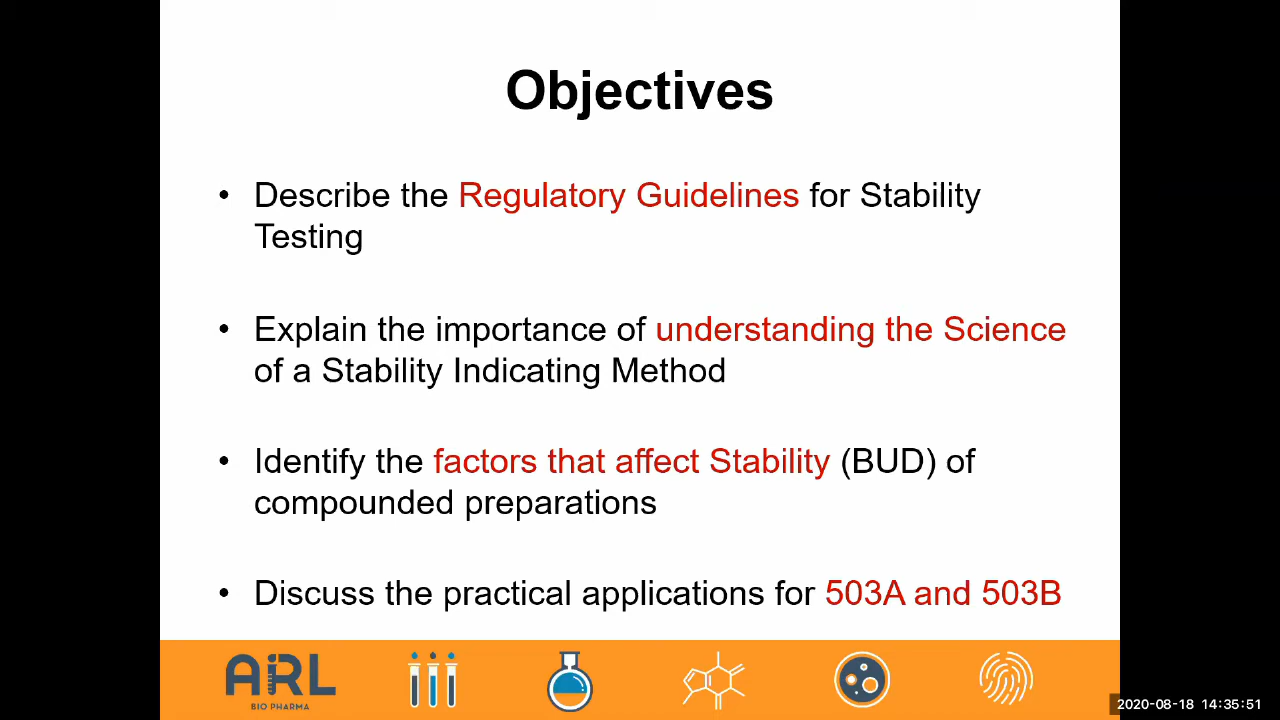 Objectives
• Describe the Regulatory Guidelines for Stability
Testing
• Explain the importance of understanding the Science
of a Stability Indicating Method
• Identify the factors that affect Stability (BUD) of
compounded preparations
• Discuss the practical applications for 503A and 503B
ARL
BIO PHARMA
2020-08-18 14:35:51